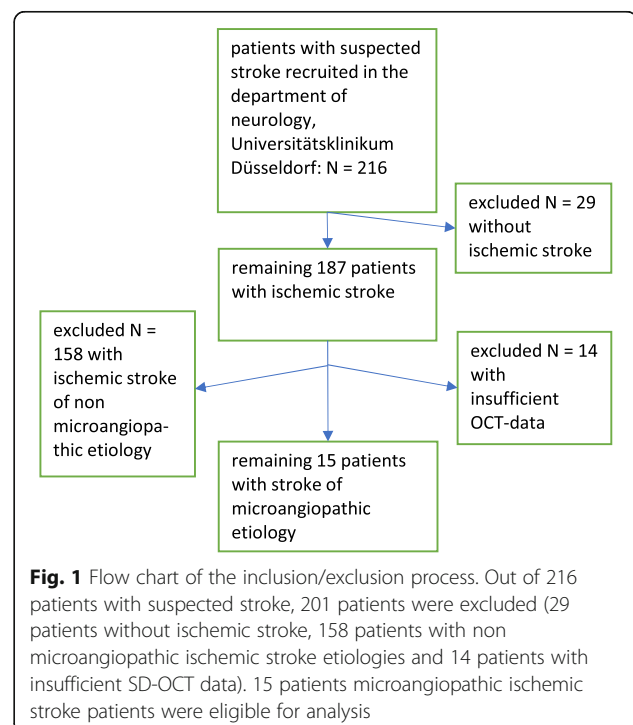 patients with suspected
stroke recruited in the
department of
neurology,
Universitätsklinikum
Düsseldorf: N = 216
excluded N = 29
without
ischemic stroke
remaining 187 patients
with ischemic stroke
excluded N =
158 with
ischemic stroke
of non
microangiopa-
thic etiology
excluded N = 14
with
insufficient
OCT-data
remaining 15 patients
with stroke of
microangiopathic
etiology
Fig. 1 Flow chart of the inclusion/exclusion process. Out of 216
patients with suspected stroke, 201 patients were excluded (29
patients without ischemic stroke, 158 patients with non
microangiopathic ischemic stroke etiologies and 14 patients with
insufficient SD-OCT data). 15 patients microangiopathic ischemic
stroke patients were eligible for analysis